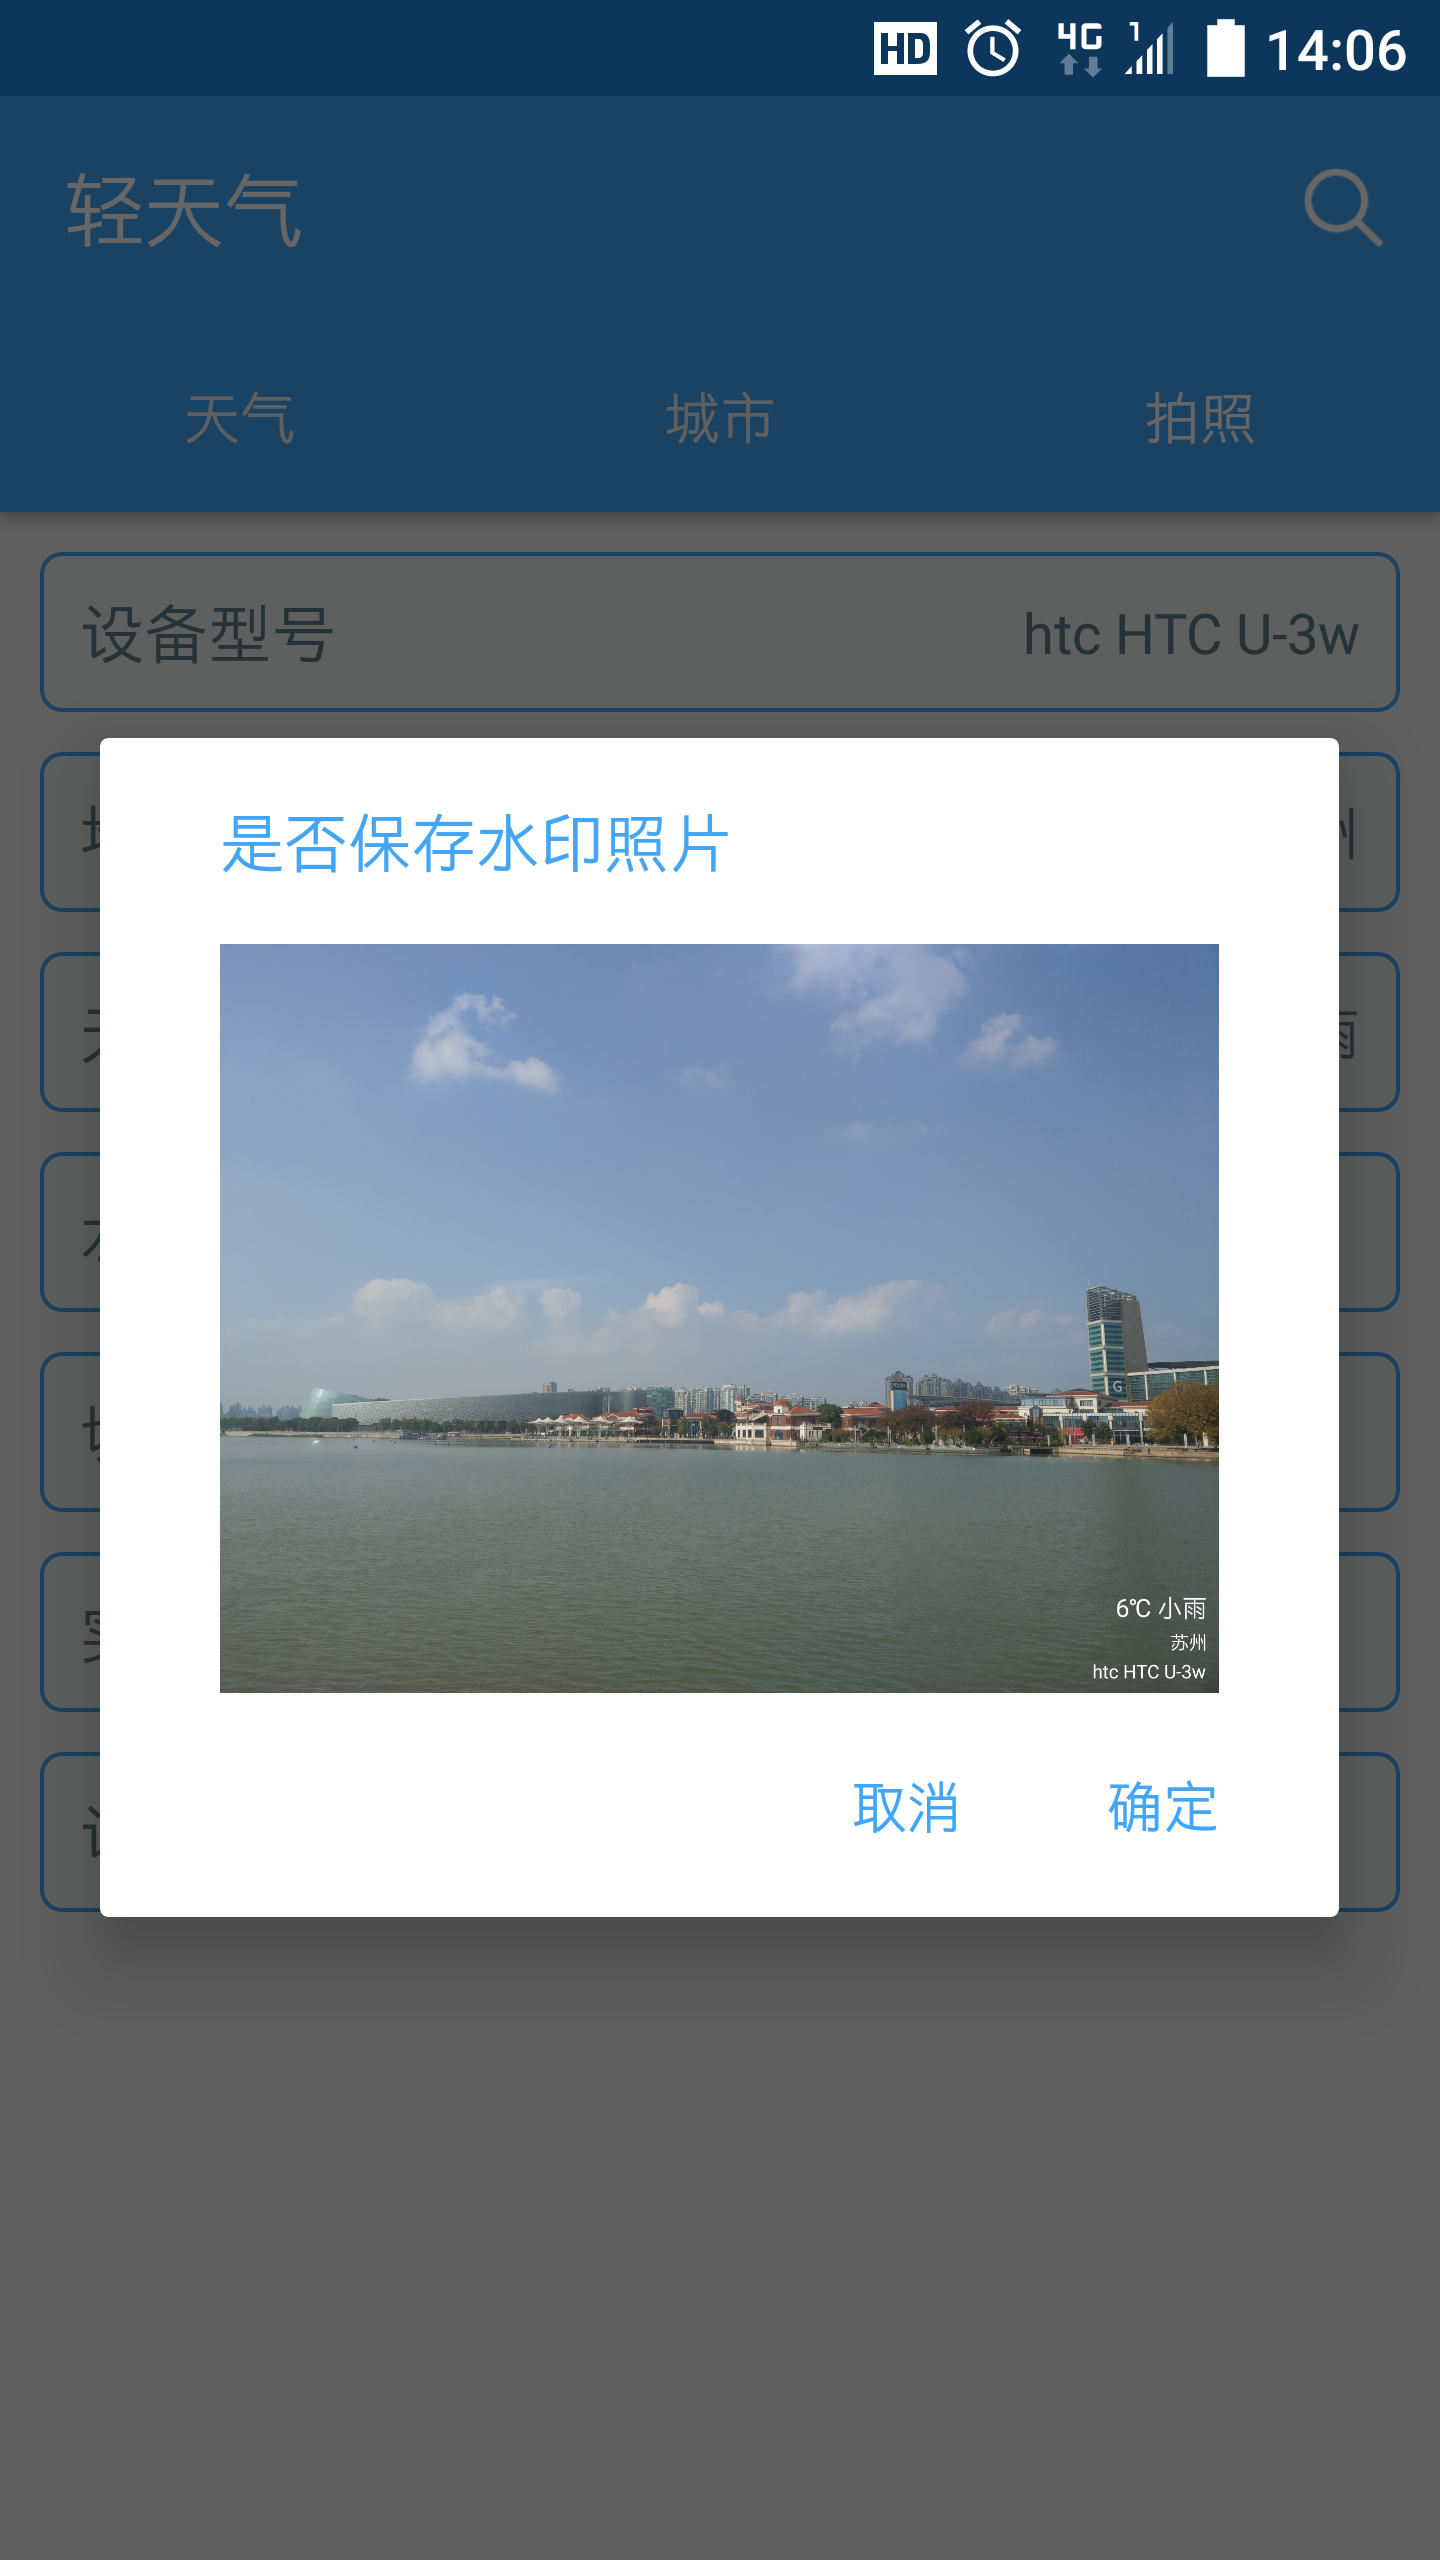 HD 4G 1 14:06
轻天气
天气 城市 拍照
设备型号 htc HTC U-3w
是否保存水印照片
G
6℃ 小雨
苏州
htc HTC U-3w
取消 确定